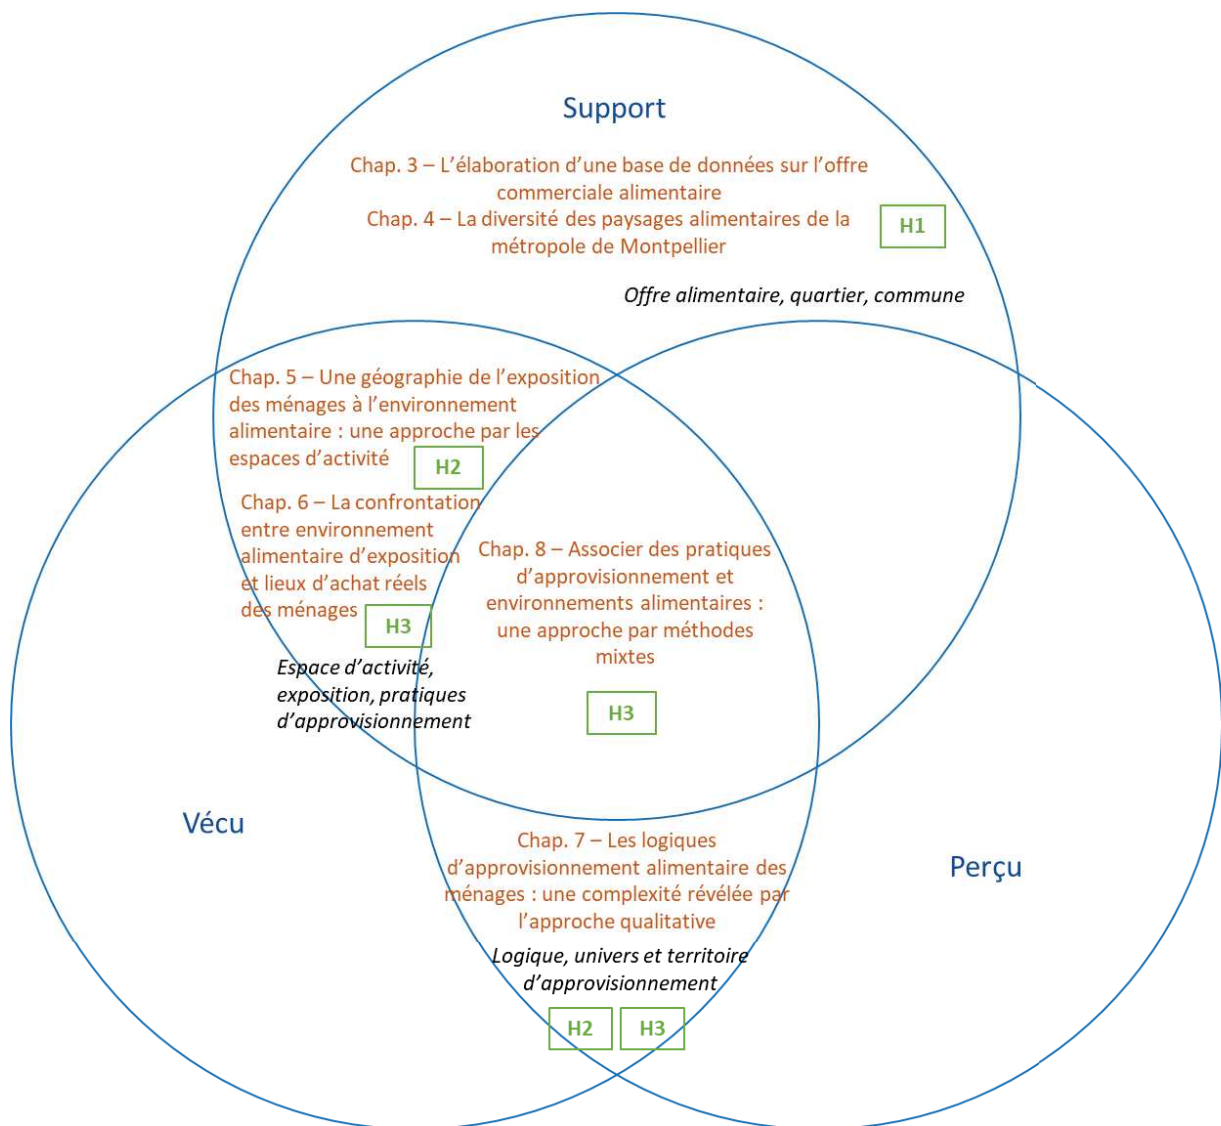 Support
Chap. 3 – L’élaboration d’une base de données sur l’offre
commerciale alimentaire
Chap. 4 – La diversité des paysages alimentaires de la
métropole de Montpellier
H1
Offre alimentaire, quartier, commune
Chap. 5 – Une géographie de l’exposition
des ménages à l’environnement
alimentaire : une approche par les
espaces d’activité
H2
Chap. 6 – La confrontation
entre environnement
alimentaire d’exposition
et lieux d’achat réels
des ménages
H3
Espace d’activité,
exposition, pratiques
d’approvisionnement
Chap. 8 – Associer des pratiques
d’approvisionnement et
environnements alimentaires :
une approche par méthodes
mixtes
H3
Vécu
Perçu
Chap. 7 – Les logiques
d’approvisionnement alimentaire des
ménages : une complexité révélée par
l’approche qualitative
Logique, univers et territoire
d’approvisionnement
H2
H3